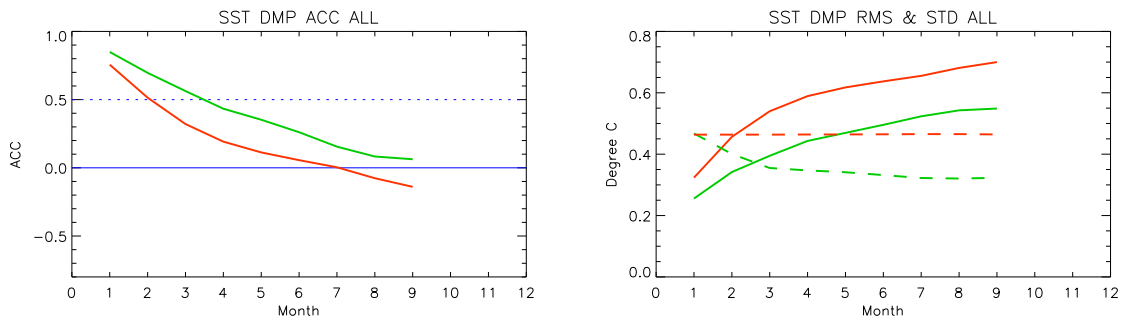 SST DMP ACC ALL
1.0
0.5
0.0
−0.5
ACC
0 1 2 3 4 5 6 7 8 9 10 11 12
Month
SST DMP RMS & STD ALL
0.8
0.6
0.4
0.2
0.0
Degree C
0 1 2 3 4 5 6 7 8 9 10 11 12
Month